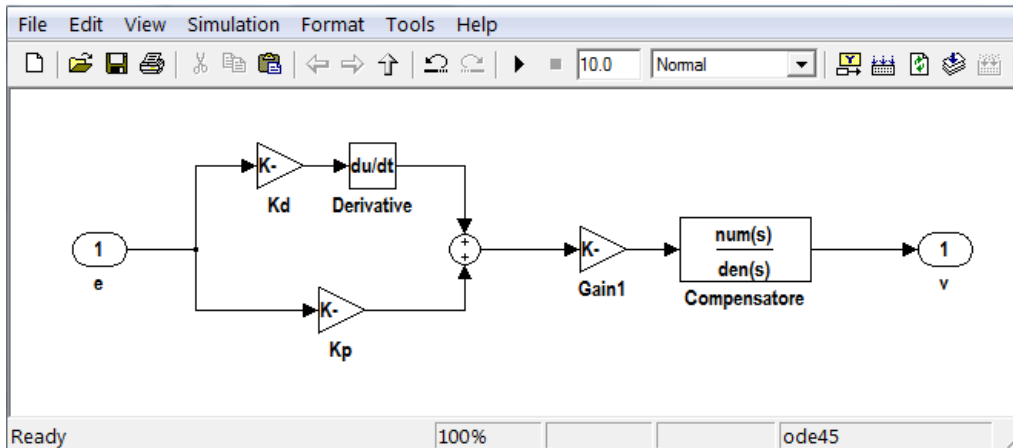 File Edit View Simulation Format Tools Help
10.0 Normal
K- du/dt
Kd Derivative
1
e
+
+
K-
Kp
K-
Gain1
num(s)
den(s)
Compensatore
1
v
Ready 100% ode45